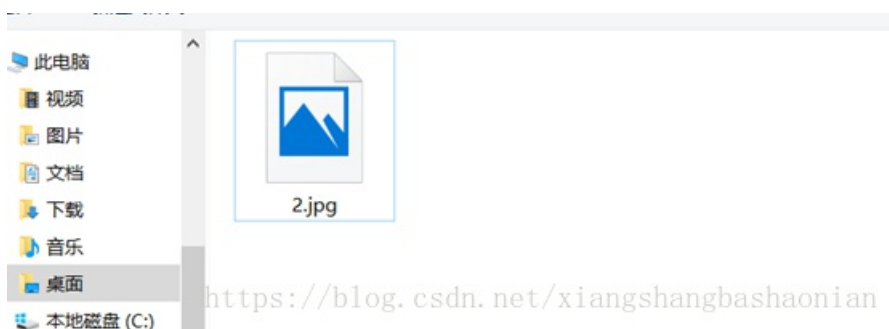 此电脑
视频
图片
文档
下载
音乐
桌面
本地磁盘 (C:)
2.jpg
https://blog.csdn.net/xiangshangbashaonian